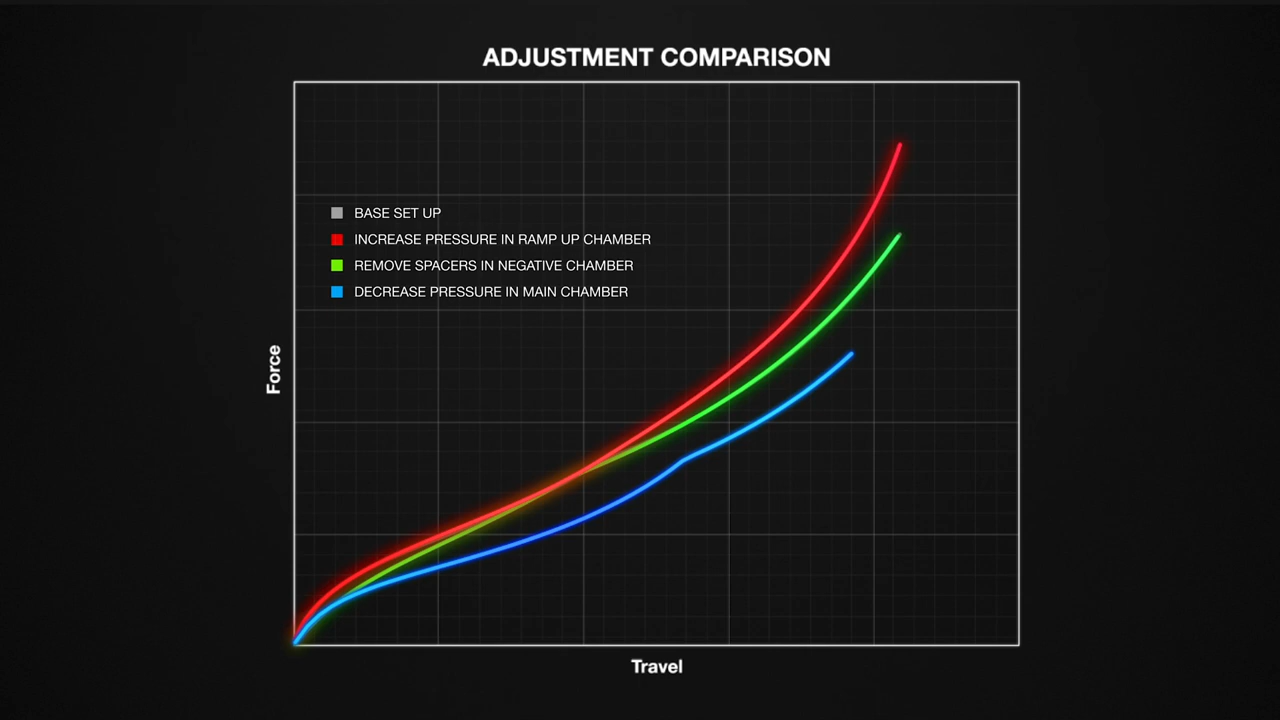 ADJUSTMENT COMPARISON
BASE SET UP
INCREASE PRESSURE IN RAMP UP CHAMBER
REMOVE SPACERS IN NEGATIVE CHAMBER
DECREASE PRESSURE IN MAIN CHAMBER
Force
Travel